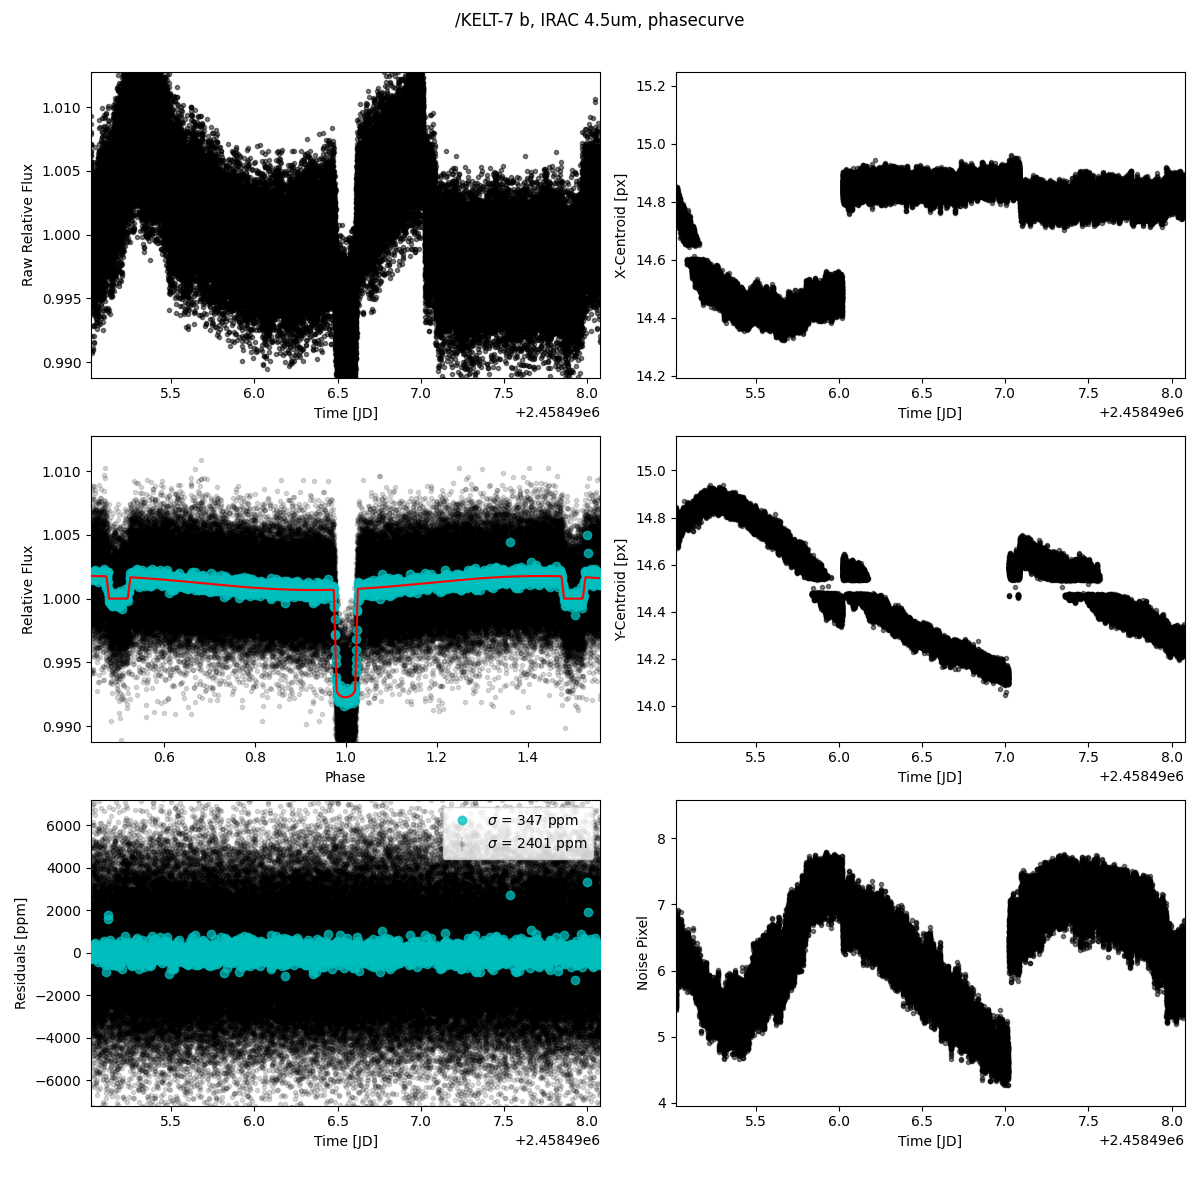 /KELT-7 b, IRAC 4.5um, phasecurve
Raw Relative Flux
1.010
1.005
1.000
0.995
0.990
5.5 6.0 6.5 7.0 7.5 8.0
Time [JD]
+2.45849e6
X-Centroid [px]
15.2
15.0
14.8
14.6
14.4
14.2
5.5 6.0 6.5 7.0 7.5 8.0
Time [JD]
+2.45849e6
Relative Flux
1.010
1.005
1.000
0.995
0.990
0.6 0.8 1.0 1.2 1.4
Phase
Y-Centroid [px]
15.0
14.8
14.6
14.4
14.2
14.0
5.5 6.0 6.5 7.0 7.5 8.0
Time [JD]
+2.45849e6
Residuals [ppm]
6000
4000
2000
0
−2000
−4000
−6000
σ = 347 ppm
σ = 2401 ppm
5.5 6.0 6.5 7.0 7.5 8.0
Time [JD]
+2.45849e6
Noise Pixel
8
7
6
5
4
5.5 6.0 6.5 7.0 7.5 8.0
Time [JD]
+2.45849e6